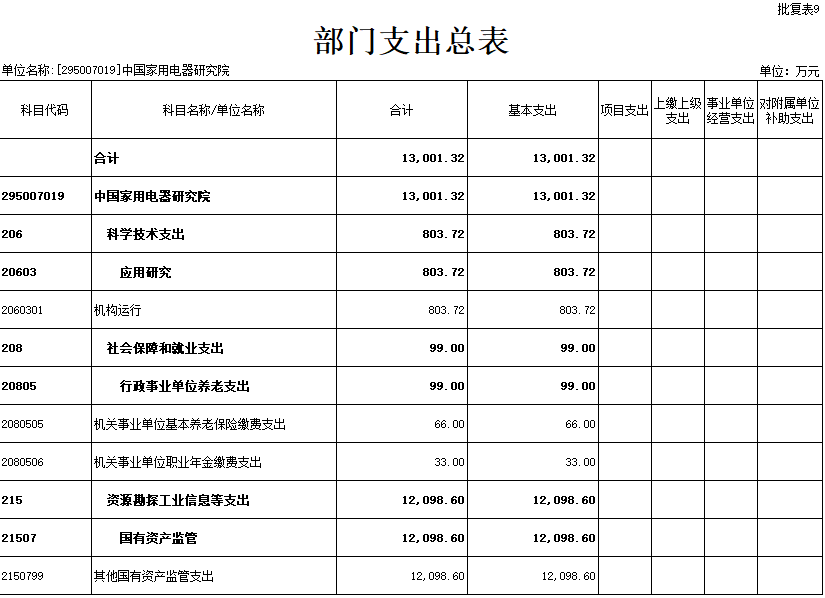 批复表9
部门支出总表
单位名称:[295007019]中国家用电器研究院 单位：万元
科目代码 科目名称/单位名称 合计 基本支出 项目支出 上缴上级支出 事业单位经营支出 对附属单位补助支出
合计 13,001.32 13,001.32
295007019 中国家用电器研究院 13,001.32 13,001.32
206 科学技术支出 803.72 803.72
20603 应用研究 803.72 803.72
2060301 机构运行 803.72 803.72
208 社会保障和就业支出 99.00 99.00
20805 行政事业单位养老支出 99.00 99.00
2080505 机关事业单位基本养老保险缴费支出 66.00 66.00
2080506 机关事业单位职业年金缴费支出 33.00 33.00
215 资源勘探工业信息等支出 12,098.60 12,098.60
21507 国有资产监管 12,098.60 12,098.60
2150799 其他国有资产监管支出 12,098.60 12,098.60